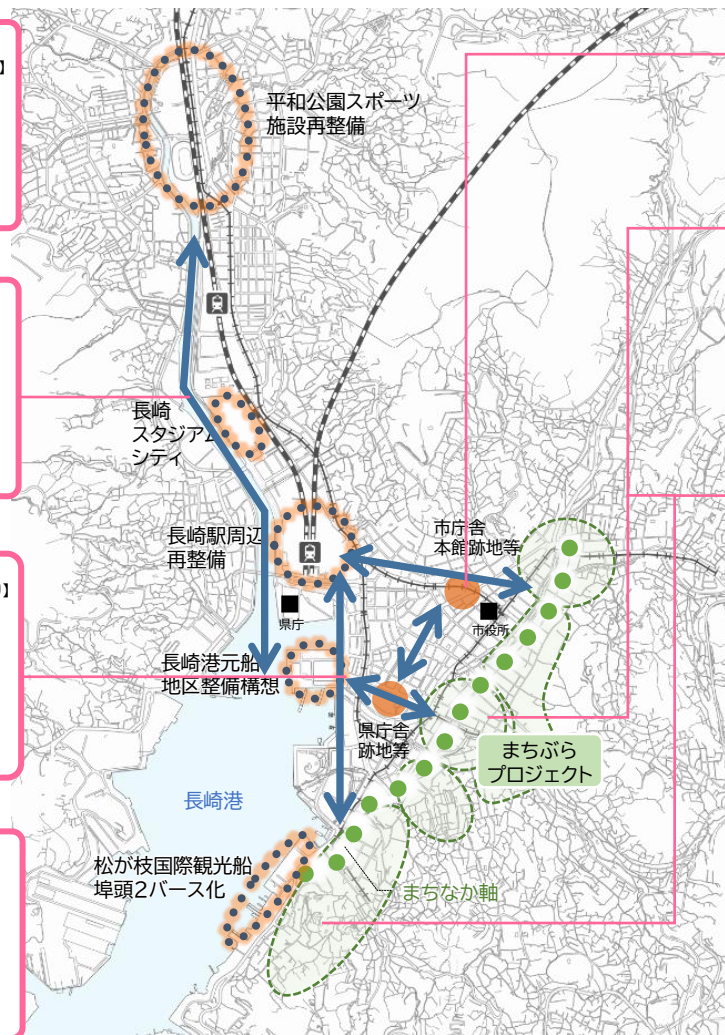 】
平和公園スポーツ
施設再整備
長崎
スタジアム
シティ
長崎駅周辺
再整備
市庁舎
本館跡地等
】
県庁
市役所
長崎港元船
地区整備構想
県庁舎
跡地等
まちぶら
プロジェクト
長崎港
松が枝国際観光船
埠頭2バース化
まちなか軸